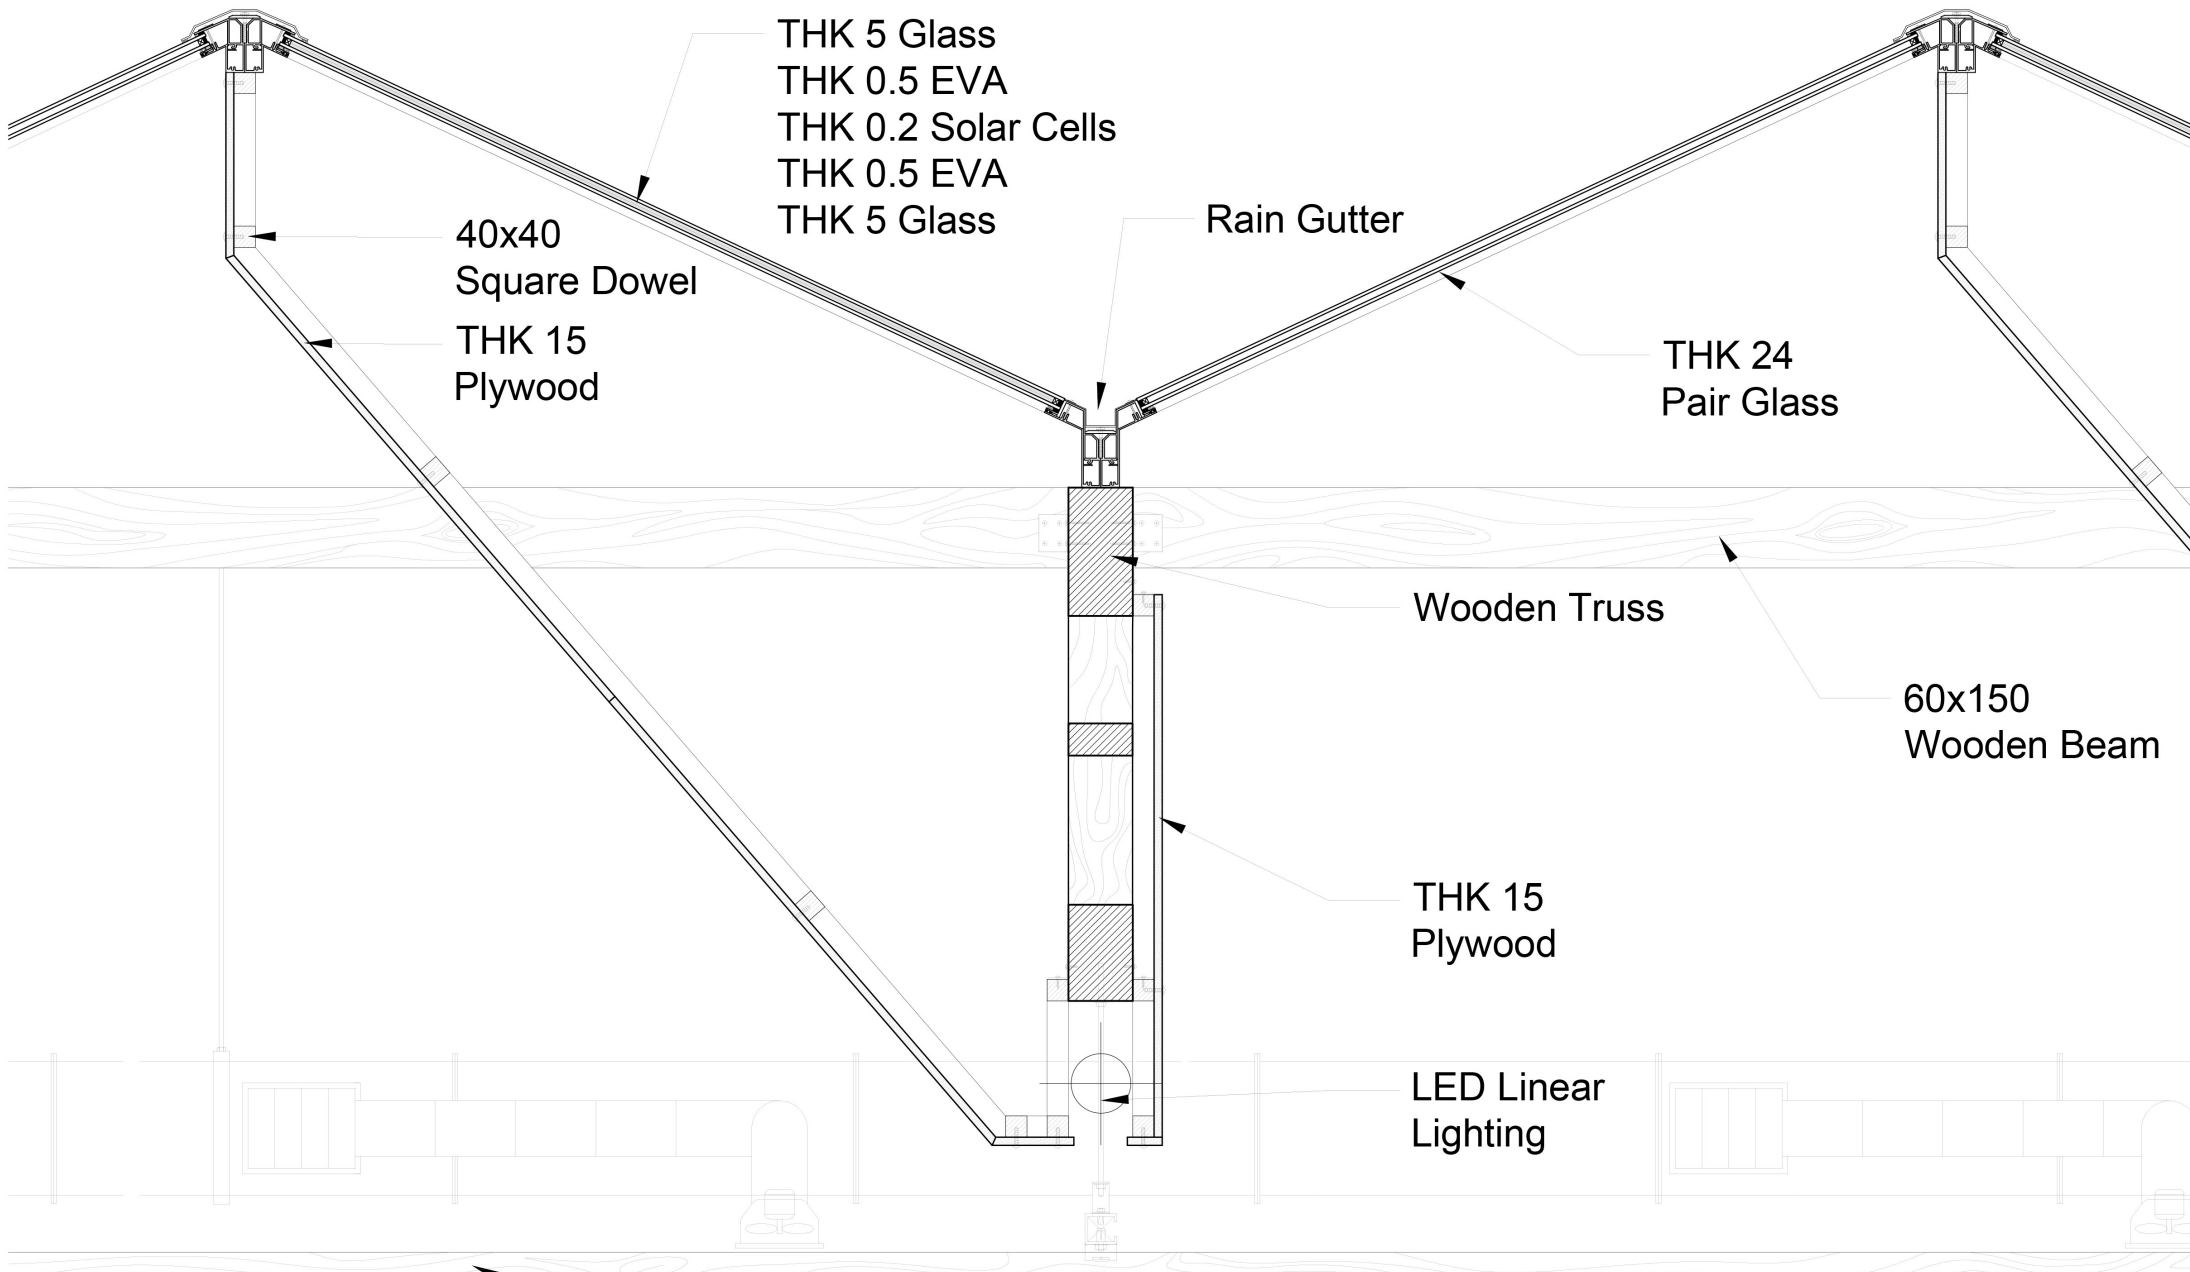 THK 5 Glass
THK 0.5 EVA
THK 0.2 Solar Cells
THK 0.5 EVA
THK 5 Glass
40x40
Square Dowel
THK 15
Plywood
Rain Gutter
THK 24
Pair Glass
Wooden Truss
60x150
Wooden Beam
THK 15
Plywood
LED Linear
Lighting